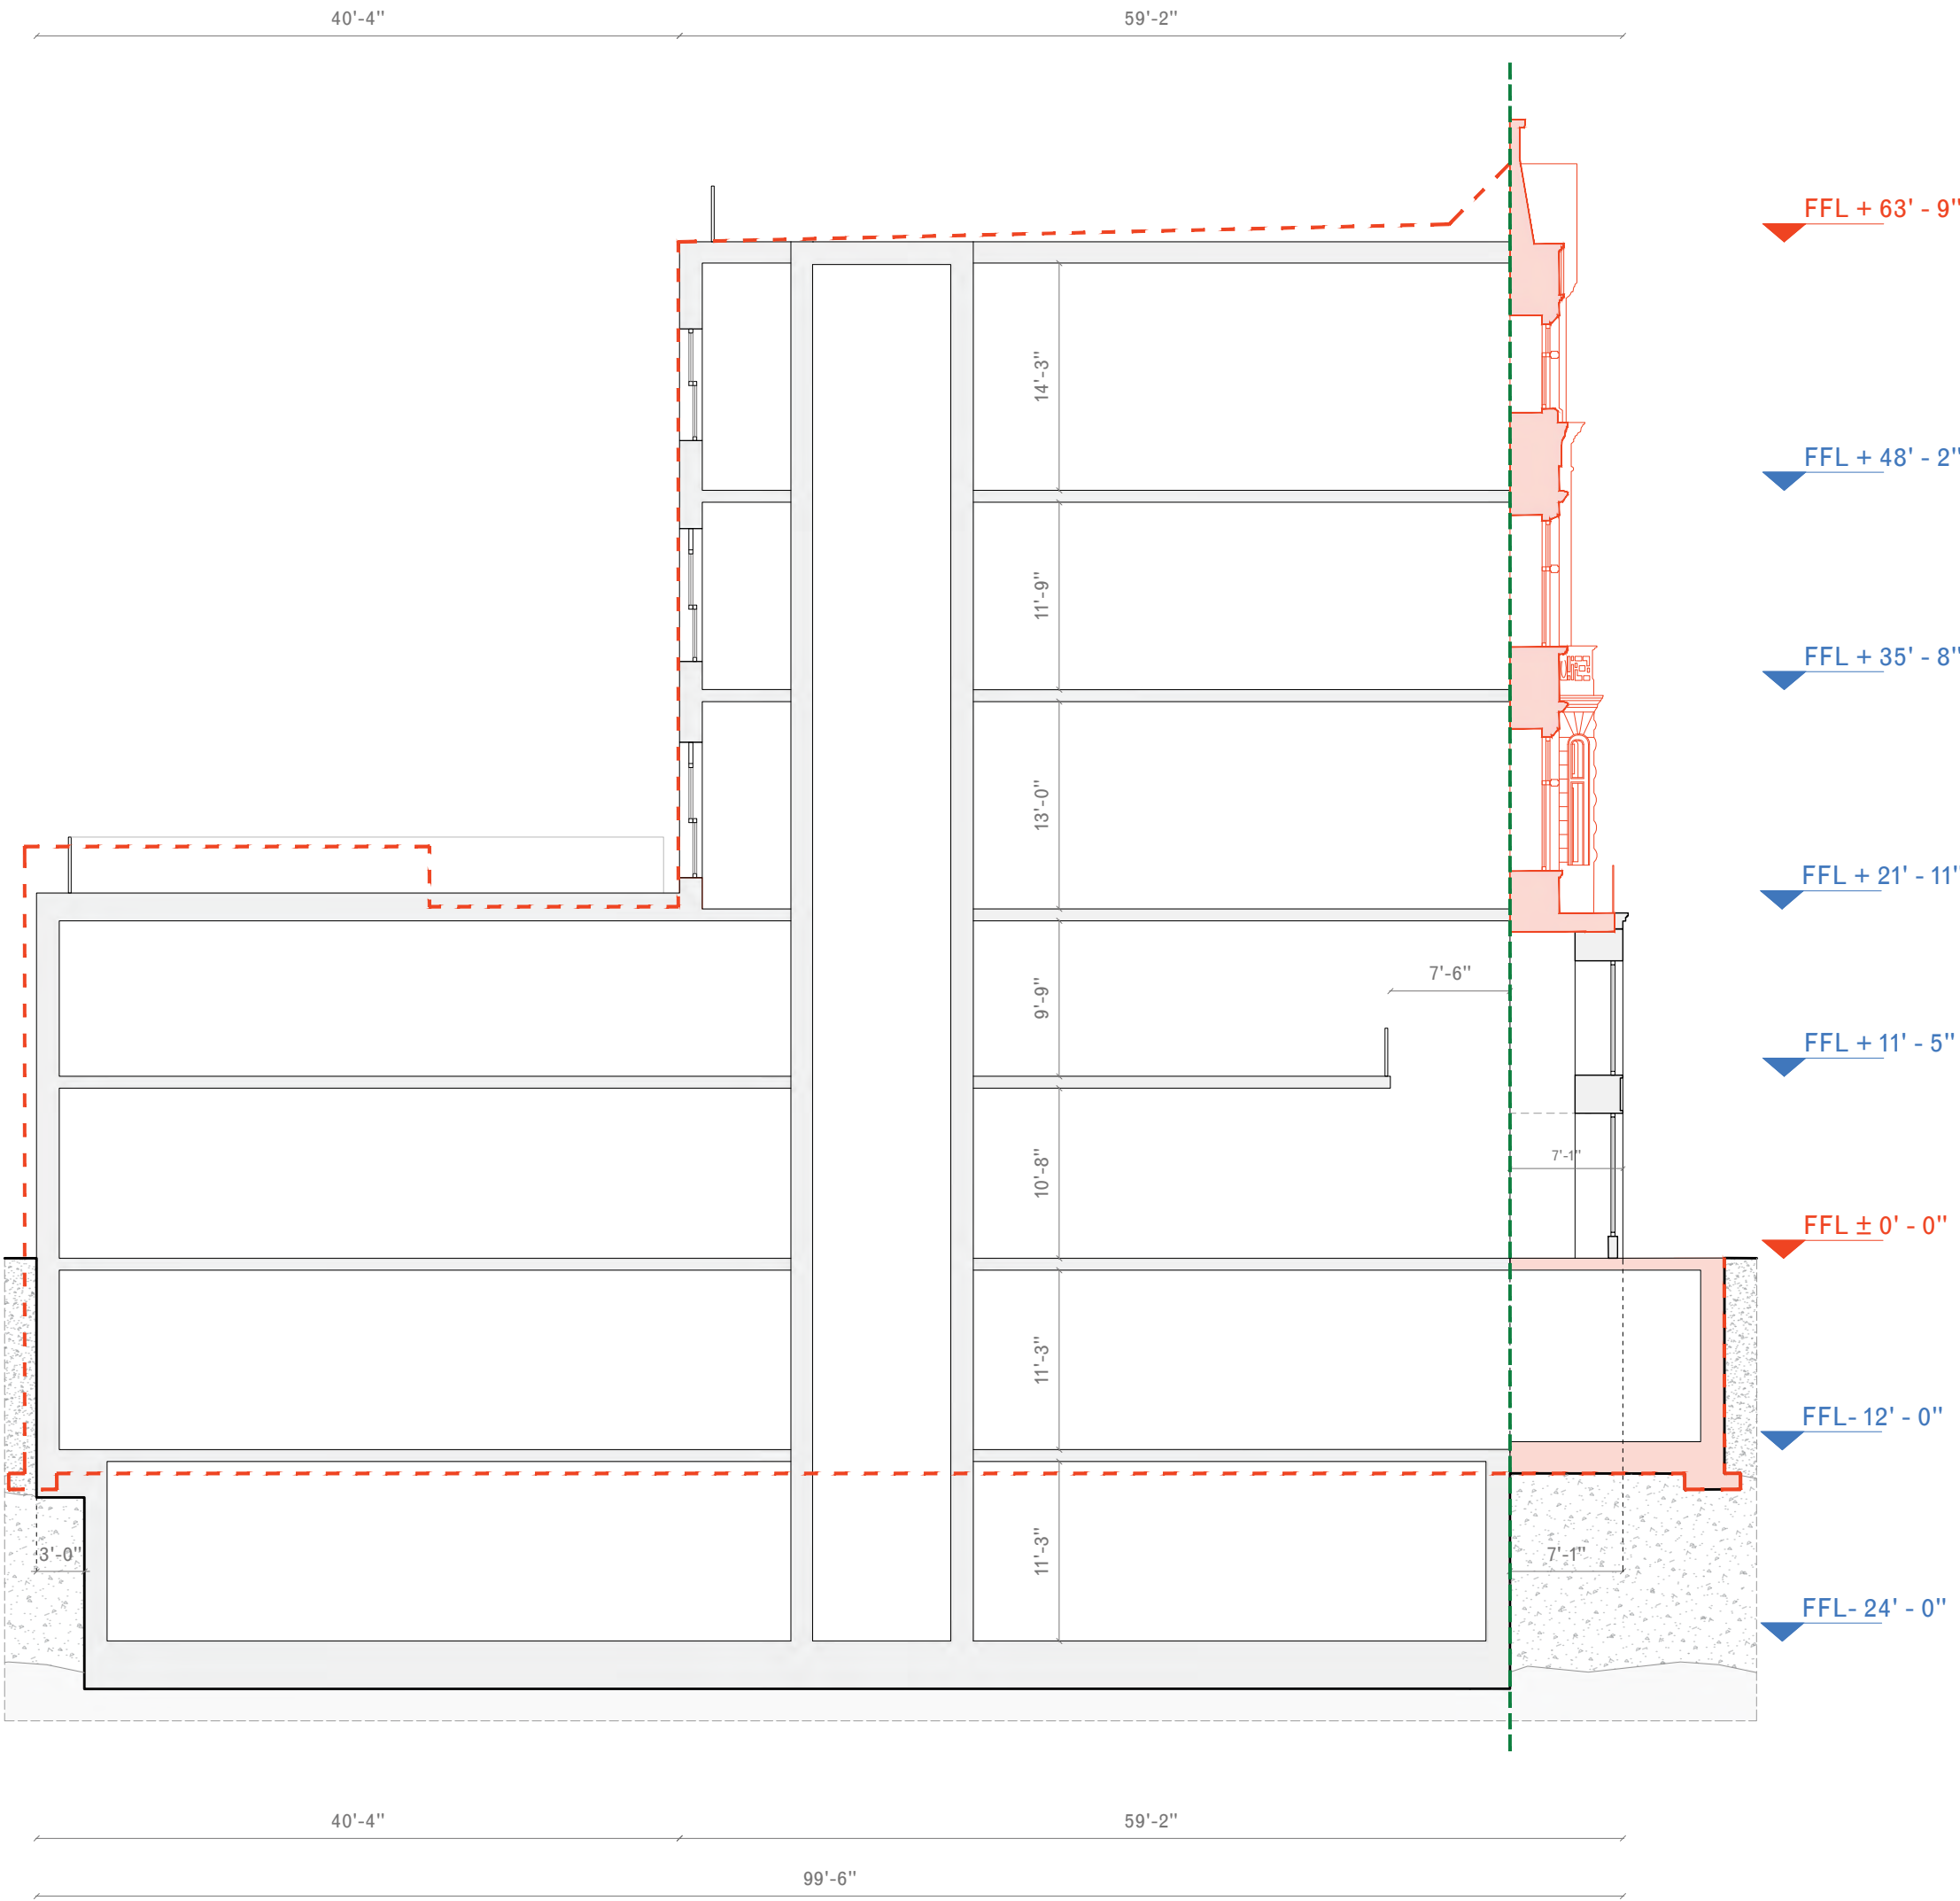 40'-4"
59'-2"
FFL + 63' - 9"
14'-3"
FFL + 48' - 2"
11'-9"
FFL + 35' - 8"
13'-0"
FFL + 21' - 11"
9'-9"
7'-6"
FFL + 11' - 5"
10'-8"
7'-1"
FFL ± 0' - 0"
11'-3"
FFL- 12' - 0"
3'-0"
11'-3"
7'-1"
FFL- 24' - 0"
40'-4"
59'-2"
99'-6"